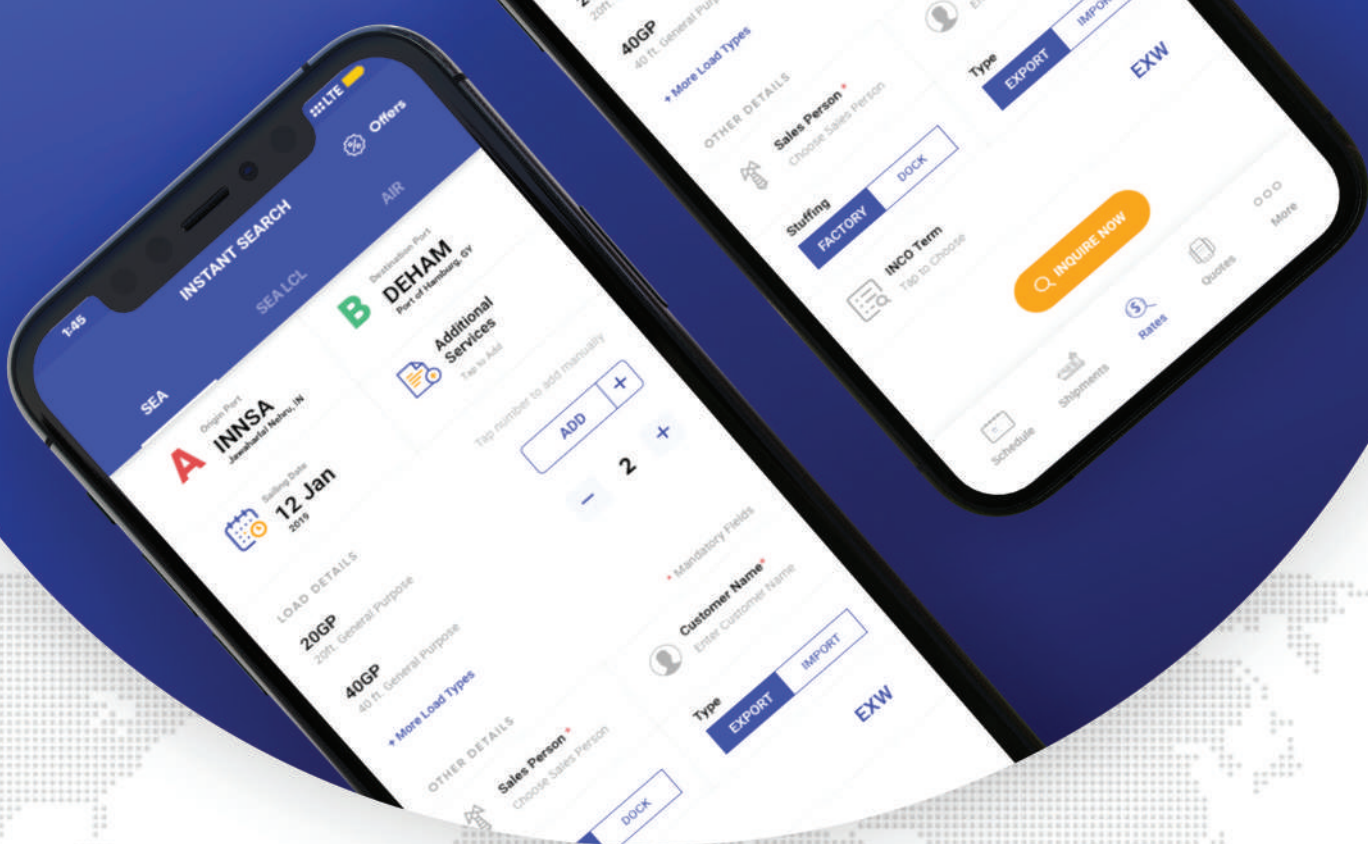 1:45
LTE
INSTANT SEARCH
Offers
SEA
SEA LCL
AIR
A
Origin Port
INNSA
Jawaharlal Nehru, IN
B
Destination Port
DEHAM
Port of Hamburg, GY
Sailing Date
12 Jan
2019
Additional
Services
Tap to Add
LOAD DETAILS
Tap number to add manually
20GP
20ft. General Purpose
ADD +
40GP
40 ft. General Purpose
− 2 +
+ More Load Types
OTHER DETAILS
* Mandatory Fields
Sales Person *
Choose Sales Person
Customer Name*
Enter Customer Name
DOCK
Type
EXPORT
IMPORT
EXW
20ft.
40GP
40 ft. General
+ More Load Types
OTHER DETAILS
Sales Person *
Choose Sales Person
Stuffing
FACTORY
DOCK
Type
EXPORT
IMPORT
INCO Term
Tap to Choose
EXW
INQUIRE NOW
Schedule
Shipments
Rates
Quotes
More